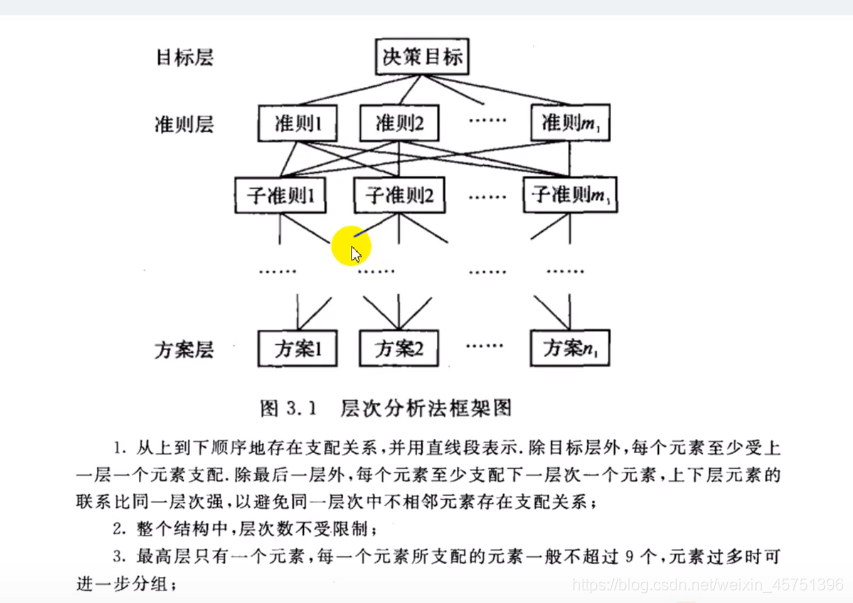 目标层 决策目标
准则层 准则1 准则2 …… 准则m₁
子准则1 子准则2 …… 子准则m₁
…… …… …… ……
方案层 方案1 方案2 …… 方案n₁
图 3.1 层次分析法框架图
1. 从上到下顺序地存在支配关系,并用直线段表示.除目标层外,每个元素至少受上
一层一个元素支配.除最后一层外,每个元素至少支配下一层次一个元素,上下层元素的
联系比同一层次强,以避免同一层次中不相邻元素存在支配关系;
2. 整个结构中,层次数不受限制;
3. 最高层只有一个元素,每一个元素所支配的元素一般不超过 9 个,元素过多时可
进一步分组;
https://blog.csdn.net/weixin_45751396